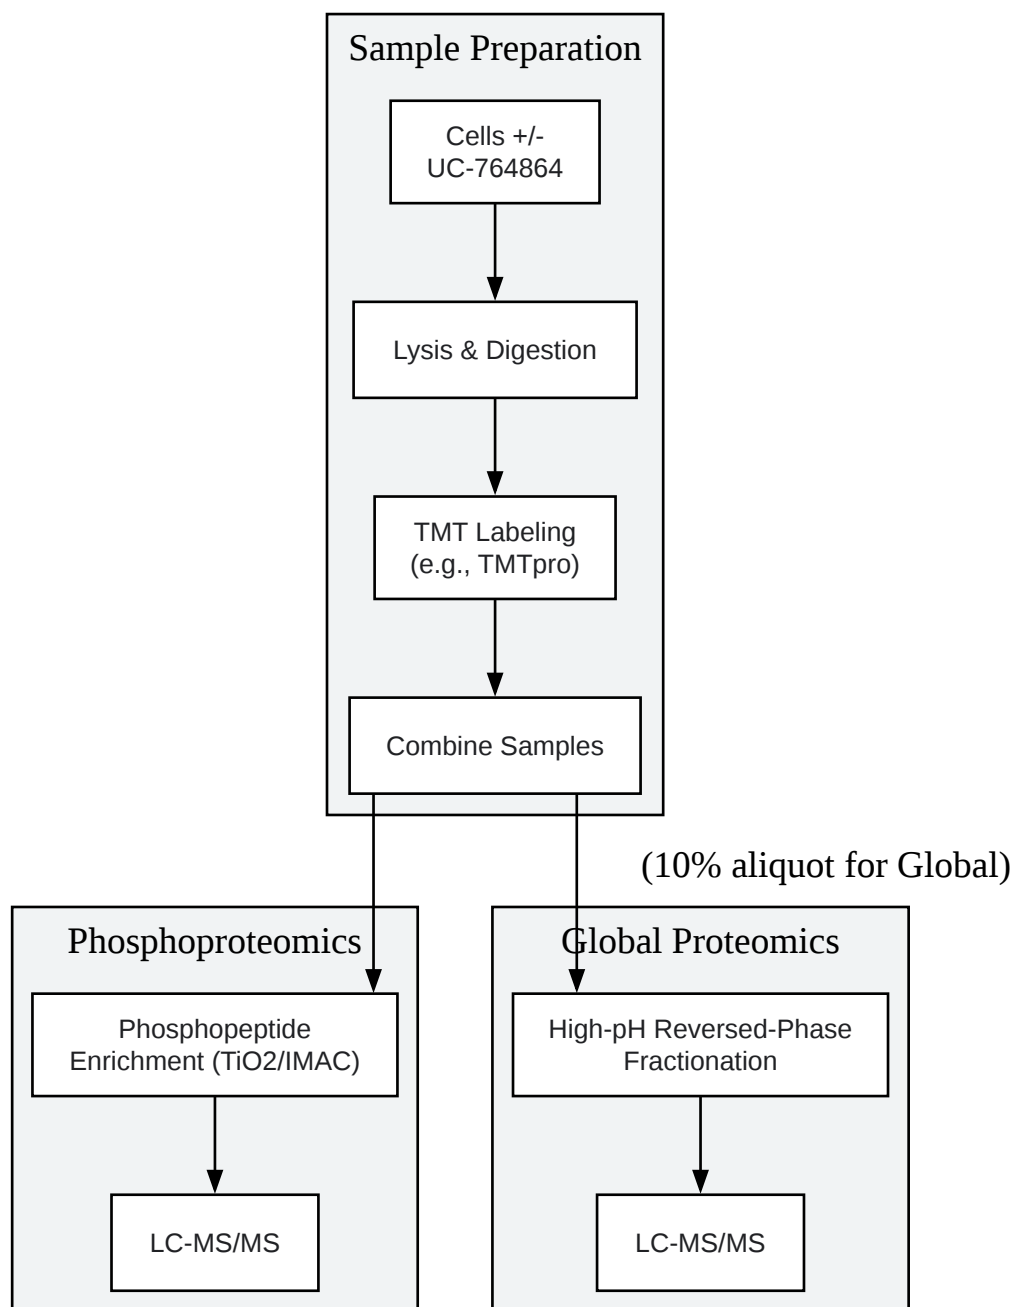 Sample Preparation
Cells +/-
UC-764864
Lysis & Digestion
TMT Labeling
(e.g., TMTpro)
Combine Samples
(10% aliquot for Global)
Phosphoproteomics
Phosphopeptide
Enrichment (TiO2/IMAC)
LC-MS/MS
Global Proteomics
High-pH Reversed-Phase
Fractionation
LC-MS/MS